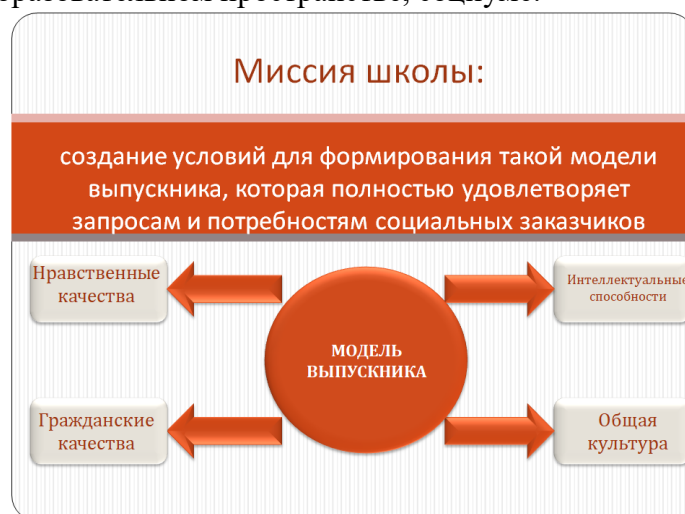 Миссия школы:
создание условий для формирования такой модели
выпускника, которая полностью удовлетворяет
запросам и потребностям социальных заказчиков
Нравственные
качества
Интеллектуальные
способности
МОДЕЛЬ
ВЫПУСКНИКА
Гражданские
качества
Общая
культура